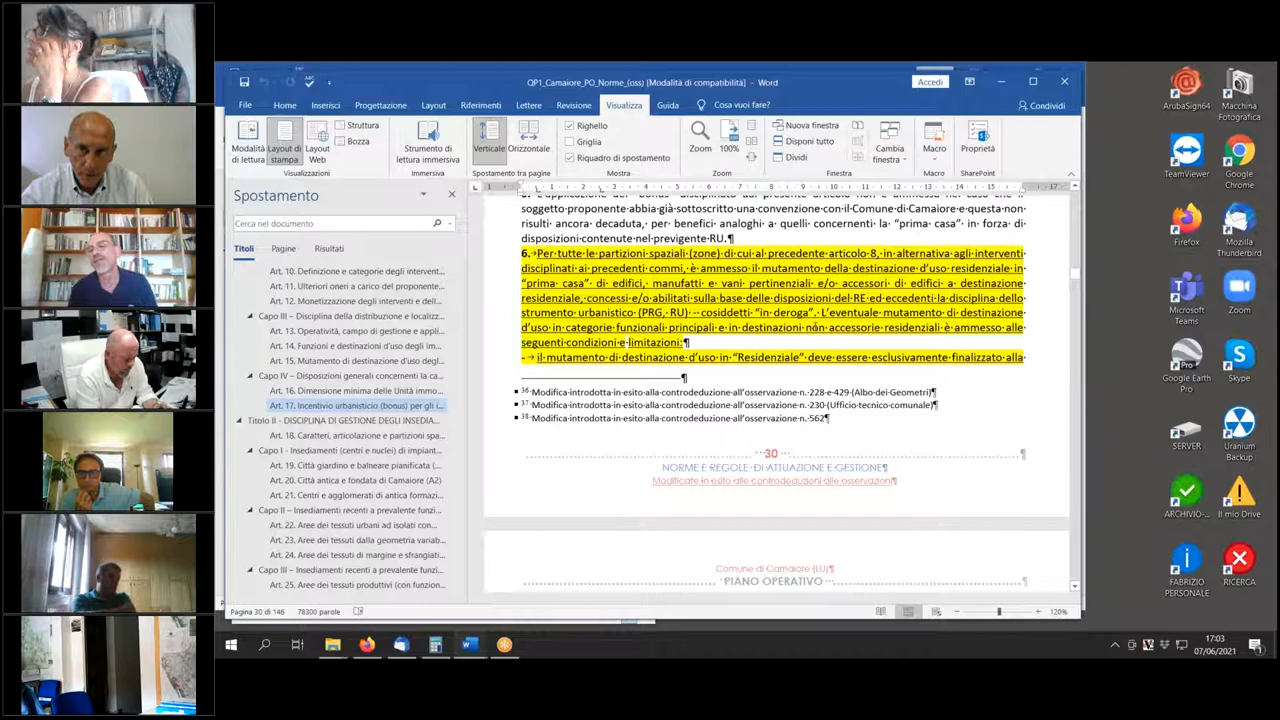 QP1_Camaiore_PO_Norme_(oss) [Modalità di compatibilità] - Word
Accedi
File
Home
Inserisci
Progettazione
Layout
Riferimenti
Lettere
Revisione
Visualizza
Guida
Cosa vuoi fare?
Condividi
Modalità di lettura
Layout di stampa
Layout Web
Struttura
Bozza
Visualizzazioni
Strumento di lettura immersiva
Immersiva
Verticale
Orizzontale
Spostamento tra pagine
Righello
Griglia
Riquadro di spostamento
Mostra
Zoom
100%
Zoom
Nuova finestra
Disponi tutto
Dividi
Cambia finestra
Finestra
Macro
Macro
Proprietà
SharePoint
Spostamento
Cerca nel documento
Titoli
Pagine
Risultati
Art. 10. Definizione e categorie degli intervent...
Art. 11. Ulteriori oneri a carico del proponente...
Art. 12. Monetizzazione degli interventi e dell...
Capo III – Disciplina della distribuzione e localizz...
Art. 13. Operatività, campo di gestione e appli...
Art. 14. Funzioni e destinazioni d'uso degli im...
Art. 15. Mutamento di destinazione d'uso degl...
Capo IV – Disposizioni generali concernenti la ca...
Art. 16. Dimensione minima delle Unità immo...
Art. 17. Incentivo urbanisticio (bonus) per gli i...
Titolo II - DISCIPLINA DI GESTIONE DEGLI INSEDIA...
Art. 18. Caratteri, articolazione e partizioni spa...
Capo I - Insediamenti (centri e nuclei) di impiant...
Art. 19. Città giardino e balneare pianificata (...
Art. 20. Città antica e fondata di Camaiore (A2)
Art. 21. Centri e agglomerati di antica formazi...
Capo II – Insediamenti recenti a prevalente funzi...
Art. 22. Aree dei tessuti urbani ad isolati con...
Art. 23. Aree dei tessuti dalla geometria variab...
Art. 24. Aree dei tessuti di margine e sfrangiati...
Capo III – Insediamenti recenti a prevalente funz...
Art. 25. Aree dei tessuti produttivi (con funzion...
soggetto·proponente·abbia·già·sottoscritto·una·convenzione·con·il·Comune·di·Camaiore·e·questa·non·
risulti· ancora· decaduta,· per· benefici· analoghi· a· quelli· concernenti· la· "prima· casa"· in· forza· di·
disposizioni·contenute·nel·previgente·RU.¶
6.→Per·tutte·le·partizioni·spaziali·(zone)·di·cui·al·precedente·articolo·8,·in·alternativa·agli·interventi·
disciplinati·ai·precedenti·commi,·è·ammesso·il·mutamento·della·destinazione·d'uso·residenziale·in·
"prima· casa"· di· edifici,· manufatti· e· vani· pertinenziali· e/o· accessori· di· edifici· a· destinazione·
residenziale,·concessi·e/o·abilitati·sulla·base·delle·disposizioni·del·RE·ed·eccedenti·la·disciplina·dello·
strumento· urbanistico· (PRG,· RU)· -· cosiddetti· "in· deroga".· L'eventuale· mutamento· di· destinazione·
d'uso·in·categorie·funzionali·principali·e·in·destinazioni·non·accessorie·residenziali·è·ammesso·alle·
seguenti·condizioni·e·limitazioni:¶
-→il·mutamento·di·destinazione·d'uso·in·"Residenziale"·deve·essere·esclusivamente·finalizzato·alla·
36·Modifica·introdotta·in·esito·alla·controdeduzione·all'osservazione·n.·228·e·429·(Albo·dei·Geometri)¶
37·Modifica·introdotta·in·esito·alla·controdeduzione·all'osservazione·n.·230·(Ufficio·tecnico·comunale)¶
38·Modifica·introdotta·in·esito·alla·controdeduzione·all'osservazione·n.·562¶
30
NORME·E·REGOLE··DI·ATTUAZIONE·E·GESTIONE¶
Modificate·in·esito·alle·controdeduzioni·alle·osservazioni¶
Comune·di·Camaiore·(LU)¶
PIANO·OPERATIVO
Pagina 30 di 146
78300 parole
120%
ArubaSign64
Macchina Fotografica
TeamViewer
Google Chrome
Firefox
Mozilla Thunderbird
Microsoft Teams
Zoom
Google Earth Pro
Skype
SERVER
Uranium Backup
ARCHIVIO-...
Il mio Drive
FABRIZIO PERSONALE
RICERCA
17:03
07/06/2021